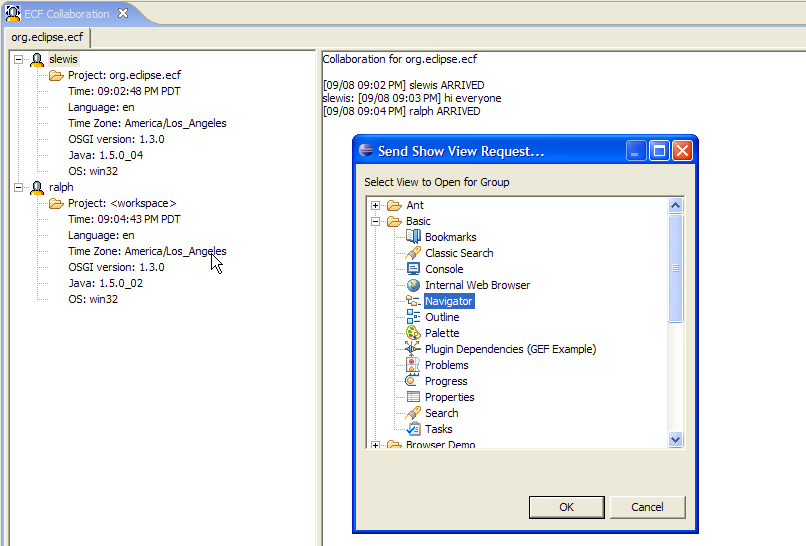 ECF Collaboration
org.eclipse.ecf
slewis
Project: org.eclipse.ecf
Time: 09:02:48 PM PDT
Language: en
Time Zone: America/Los_Angeles
OSGI version: 1.3.0
Java: 1.5.0_04
OS: win32
ralph
Project: <workspace>
Time: 09:04:43 PM PDT
Language: en
Time Zone: America/Los_Angeles
OSGI version: 1.3.0
Java: 1.5.0_02
OS: win32
Collaboration for org.eclipse.ecf
[09/08 09:02 PM] slewis ARRIVED
slewis: [09/08 09:03 PM] hi everyone
[09/08 09:04 PM] ralph ARRIVED
Send Show View Request...
Select View to Open for Group
Ant
Basic
Bookmarks
Classic Search
Console
Internal Web Browser
Navigator
Outline
Palette
Plugin Dependencies (GEF Example)
Problems
Progress
Properties
Search
Tasks
Browser Demo
OK Cancel